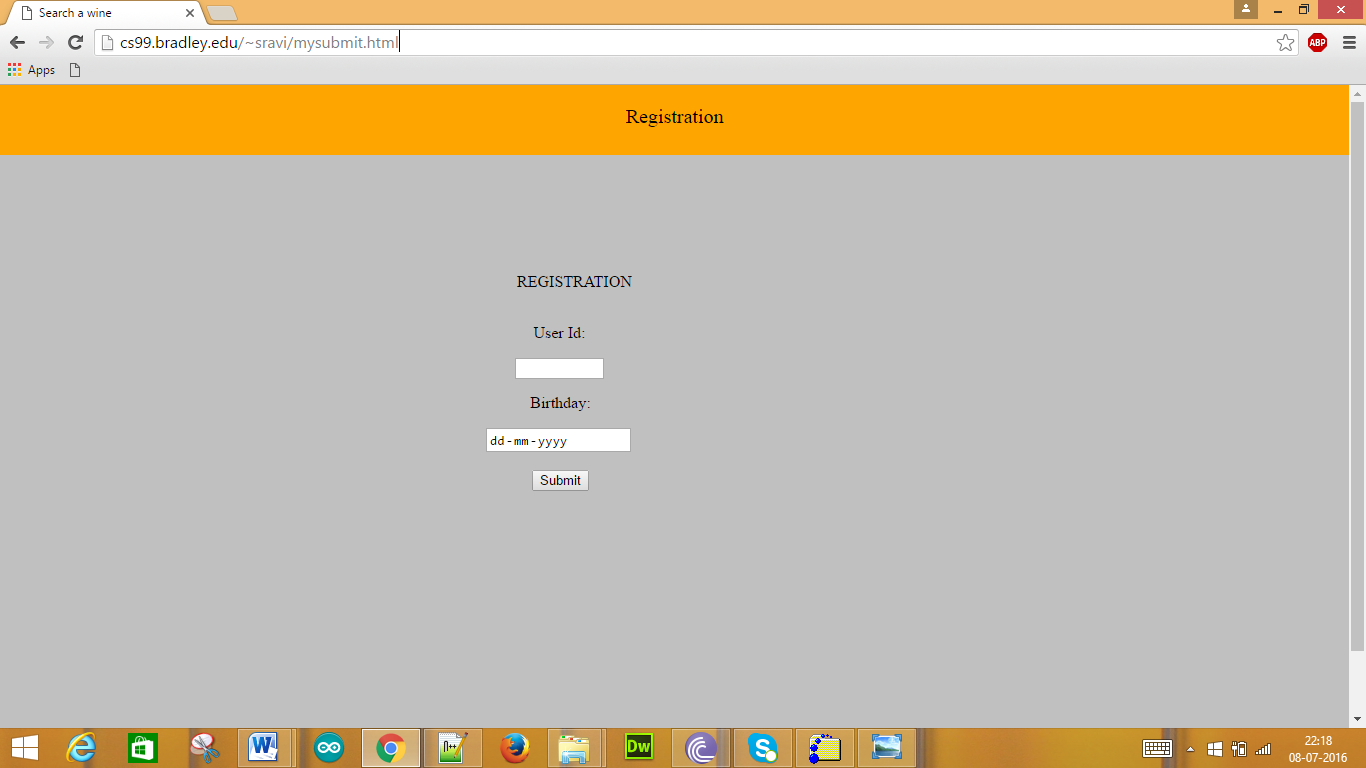 Search a wine
cs99.bradley.edu/~sravi/mysubmit.html
ABP
Apps
Registration
REGISTRATION
User Id:
Birthday:
dd-mm-yyyy
Submit
W
n++
Dw
S
22:18
08-07-2016